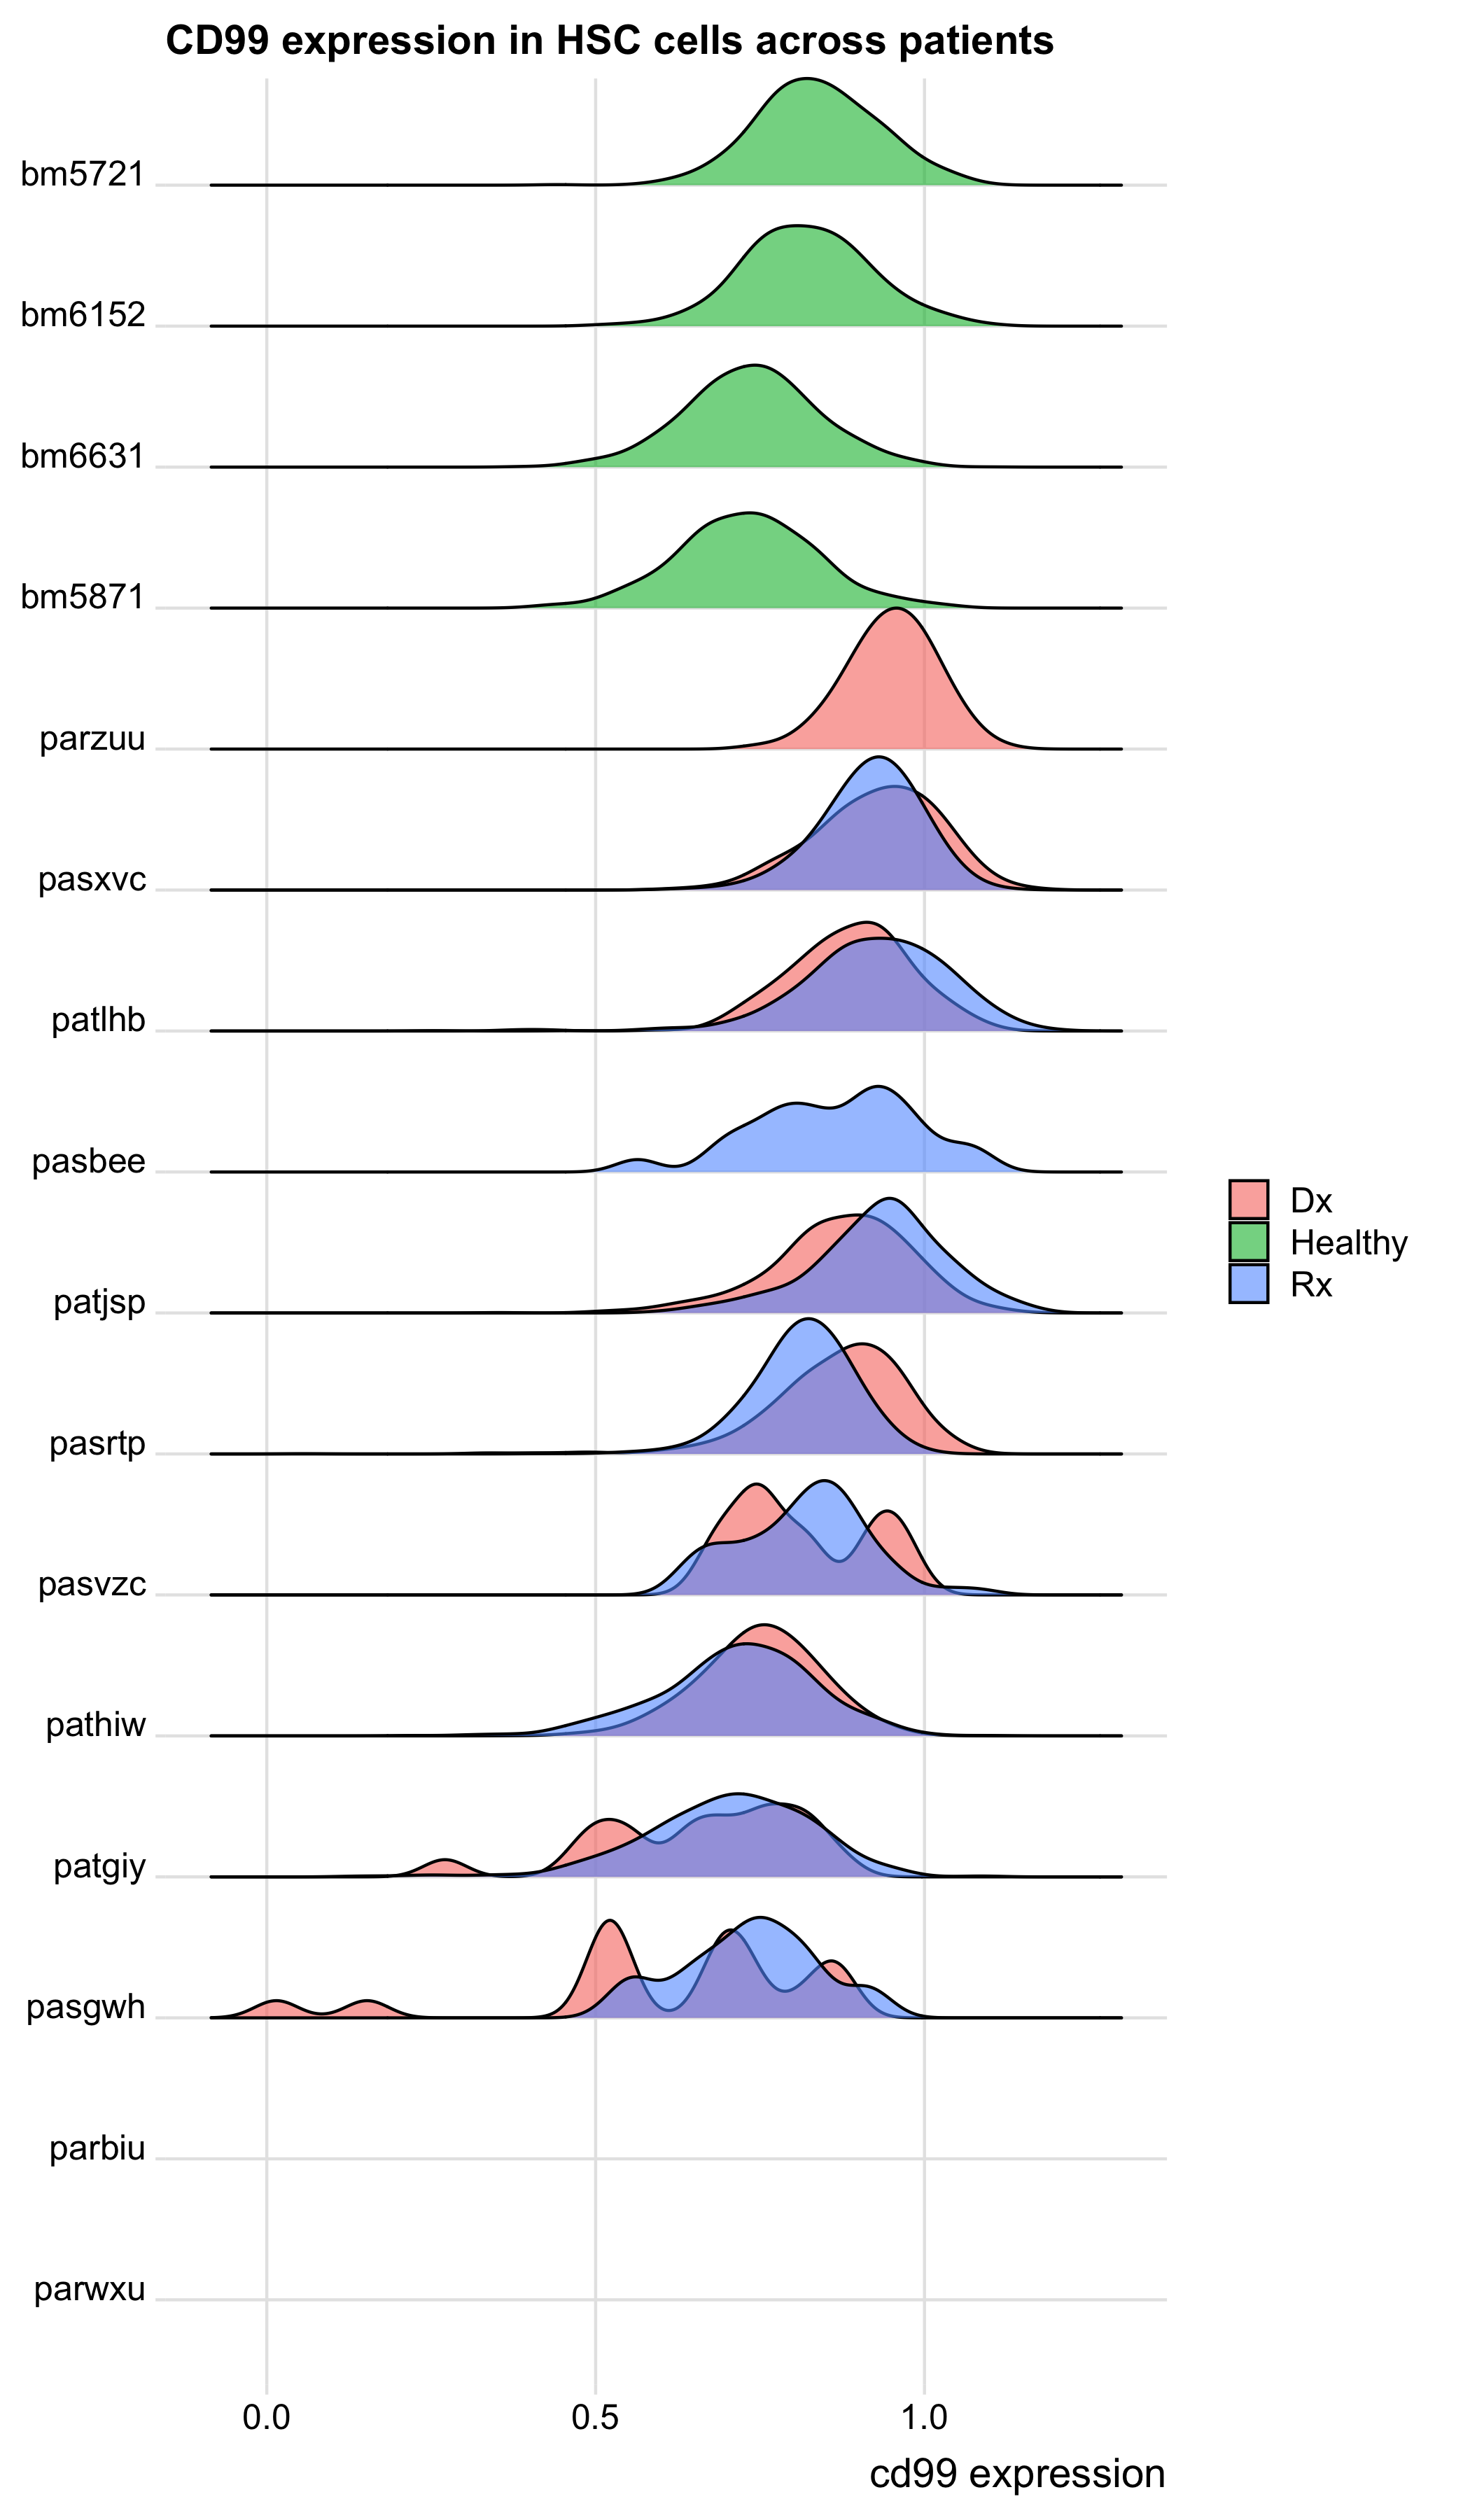 CD99 expression in HSC cells across patients
bm5721
bm6152
bm6631
bm5871
parzuu
pasxvc
patlhb
pasbee
patjsp
pasrtp
pasvzc
pathiw
patgiy
pasgwh
parbiu
parwxu
0.0 0.5 1.0
cd99 expression
Dx
Healthy
Rx